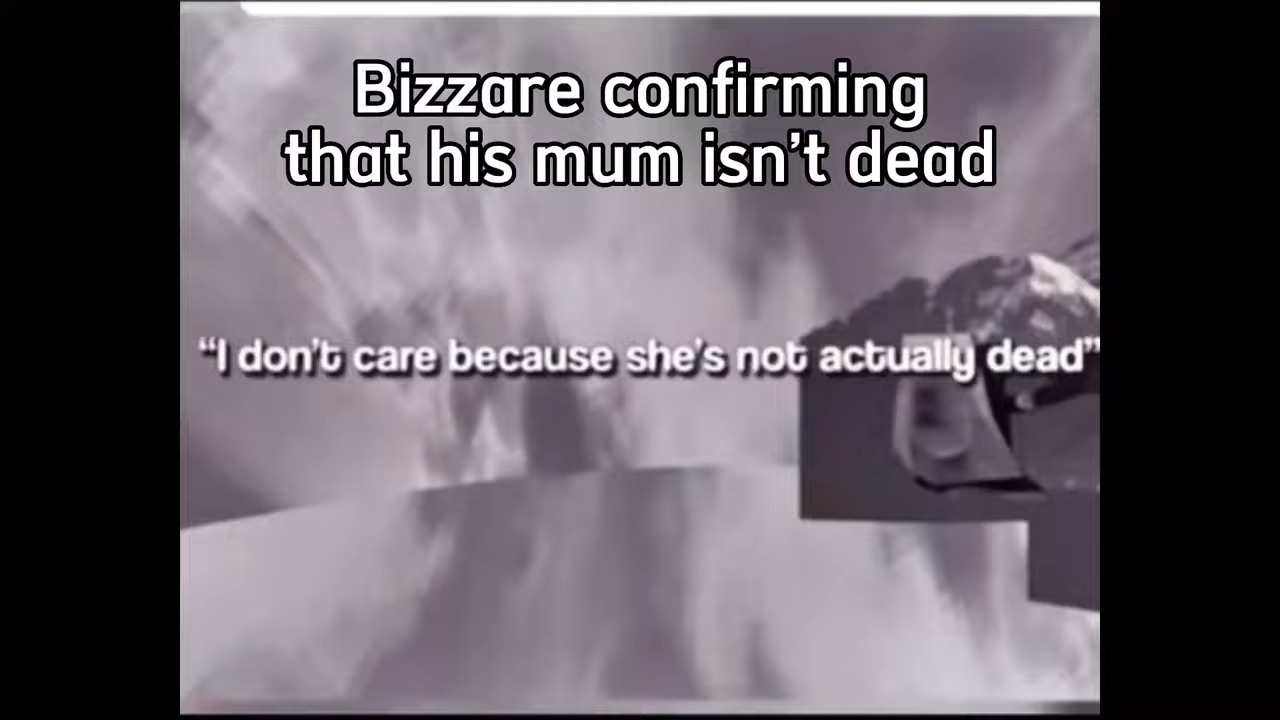 Bizzare confirming
that his mum isn’t dead
“I don’t care because she’s not actually dead”